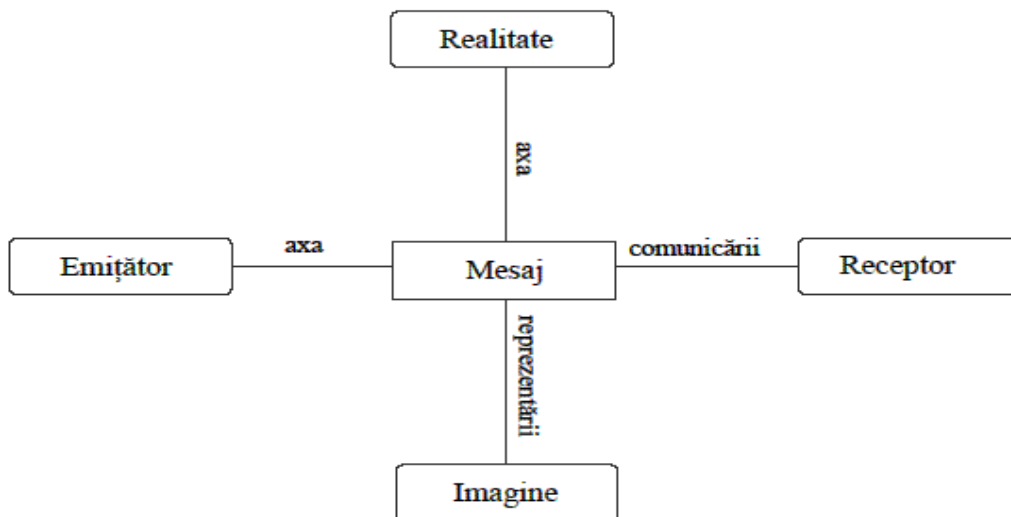 Realitate
axa
Emițător
axa
Mesaj
comunicării
Receptor
reprezentării
Imagine